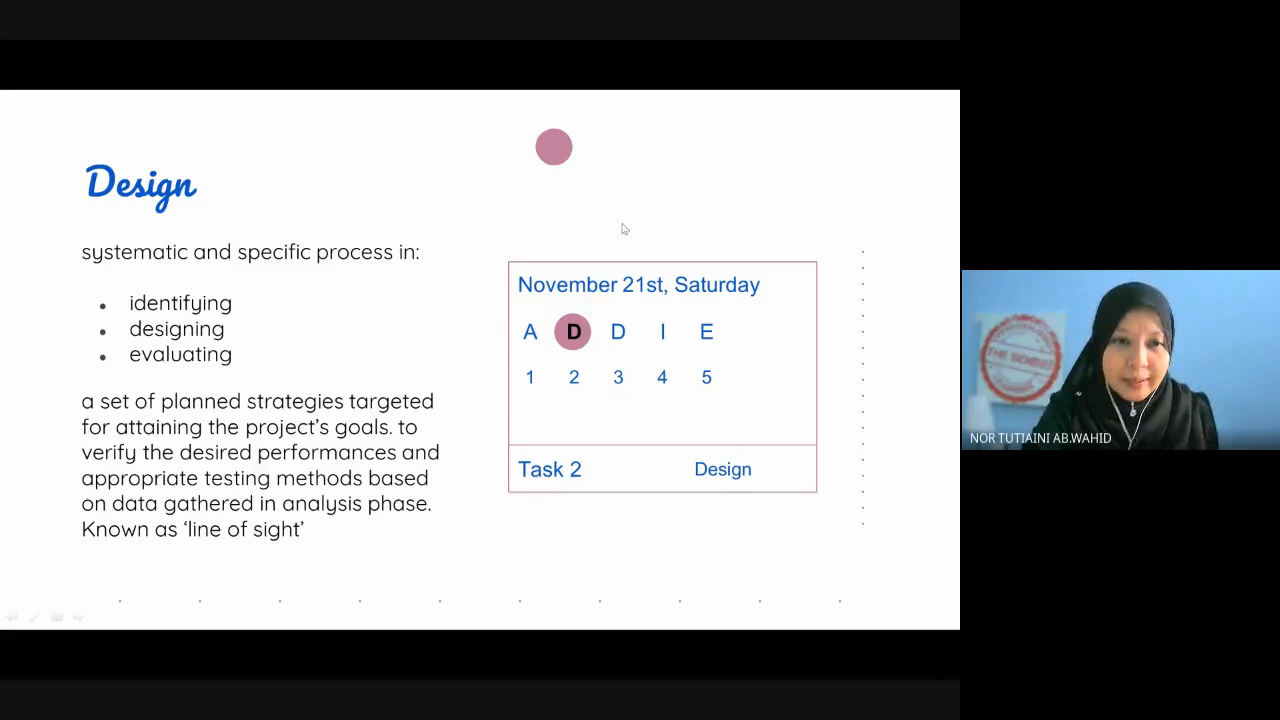 Design
systematic and specific process in:
identifying
designing
evaluating
a set of planned strategies targeted
for attaining the project's goals. to
verify the desired performances and
appropriate testing methods based
on data gathered in analysis phase.
Known as 'line of sight'
November 21st, Saturday
A D D I E
1 2 3 4 5
Task 2 Design
THE SENSEI
NOR TUTIAINI AB.WAHID